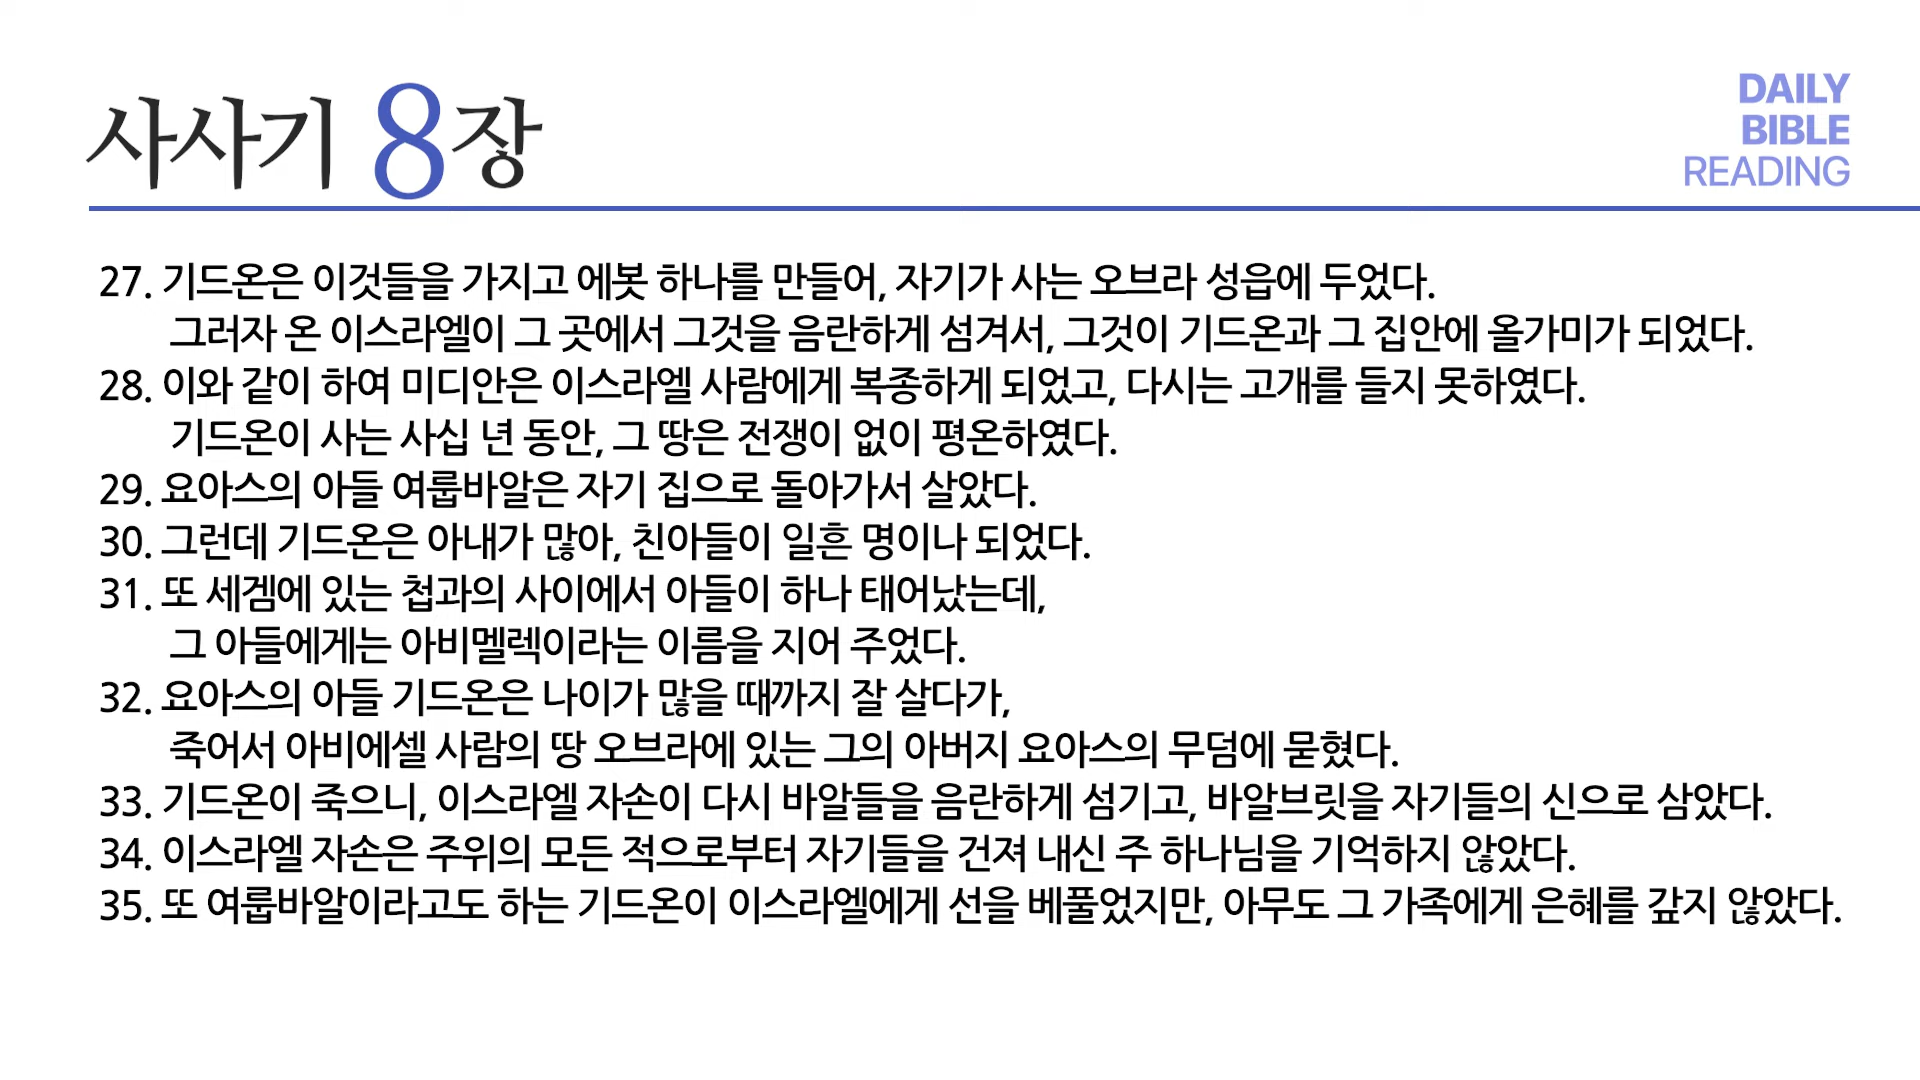 사사기 8장
DAILY
BIBLE
READING
27. 기드온은 이것들을 가지고 에봇 하나를 만들어, 자기가 사는 오브라 성읍에 두었다.
그러자 온 이스라엘이 그 곳에서 그것을 음란하게 섬겨서, 그것이 기드온과 그 집안에 올가미가 되었다.
28. 이와 같이 하여 미디안은 이스라엘 사람에게 복종하게 되었고, 다시는 고개를 들지 못하였다.
기드온이 사는 사십 년 동안, 그 땅은 전쟁이 없이 평온하였다.
29. 요아스의 아들 여룹바알은 자기 집으로 돌아가서 살았다.
30. 그런데 기드온은 아내가 많아, 친아들이 일흔 명이나 되었다.
31. 또 세겜에 있는 첩과의 사이에서 아들이 하나 태어났는데,
그 아들에게는 아비멜렉이라는 이름을 지어 주었다.
32. 요아스의 아들 기드온은 나이가 많을 때까지 잘 살다가,
죽어서 아비에셀 사람의 땅 오브라에 있는 그의 아버지 요아스의 무덤에 묻혔다.
33. 기드온이 죽으니, 이스라엘 자손이 다시 바알들을 음란하게 섬기고, 바알브릿을 자기들의 신으로 삼았다.
34. 이스라엘 자손은 주위의 모든 적으로부터 자기들을 건져 내신 주 하나님을 기억하지 않았다.
35. 또 여룹바알이라고도 하는 기드온이 이스라엘에게 선을 베풀었지만, 아무도 그 가족에게 은혜를 갚지 않았다.